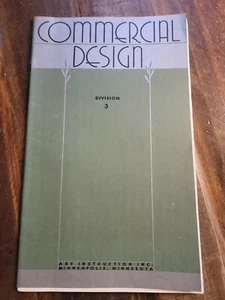 COMMERCIAL
DESIGN
DIVISION
3
ART INSTRUCTION INC.
MINNEAPOLIS, MINNESOTA